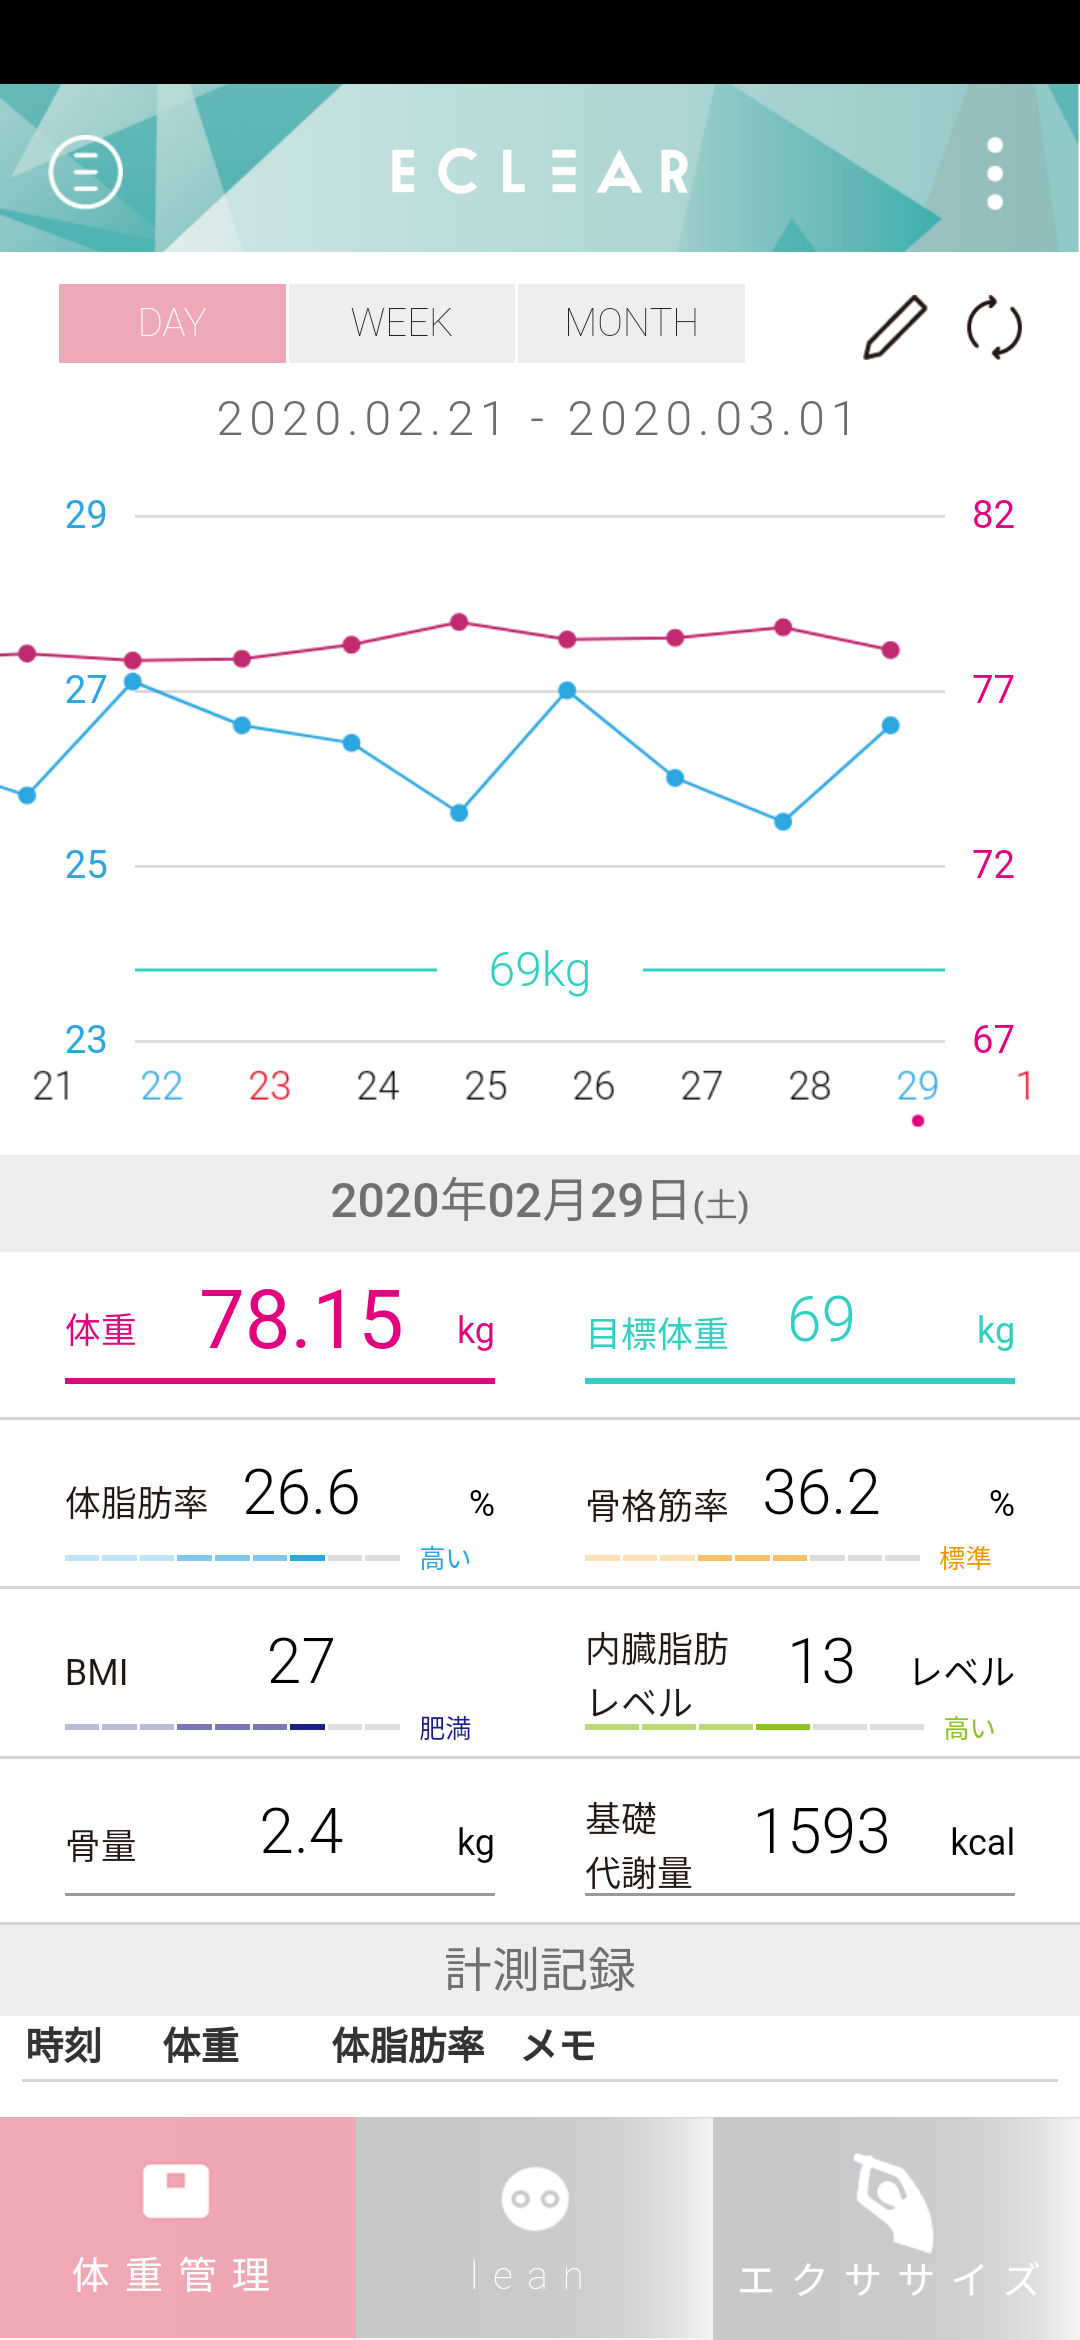 ECLEAR
DAY WEEK MONTH
2020.02.21 - 2020.03.01
29 82
27 77
25 72
69kg
23 67
21 22 23 24 25 26 27 28 29 1
2020年02月29日(土)
体重 78.15 kg 目標体重 69 kg
体脂肪率 26.6 % 骨格筋率 36.2 %
高い 標準
BMI 27 内臓脂肪レベル 13 レベル
肥満 高い
骨量 2.4 kg 基礎代謝量 1593 kcal
計測記録
時刻 体重 体脂肪率 メモ
体重管理 lean エクササイズ